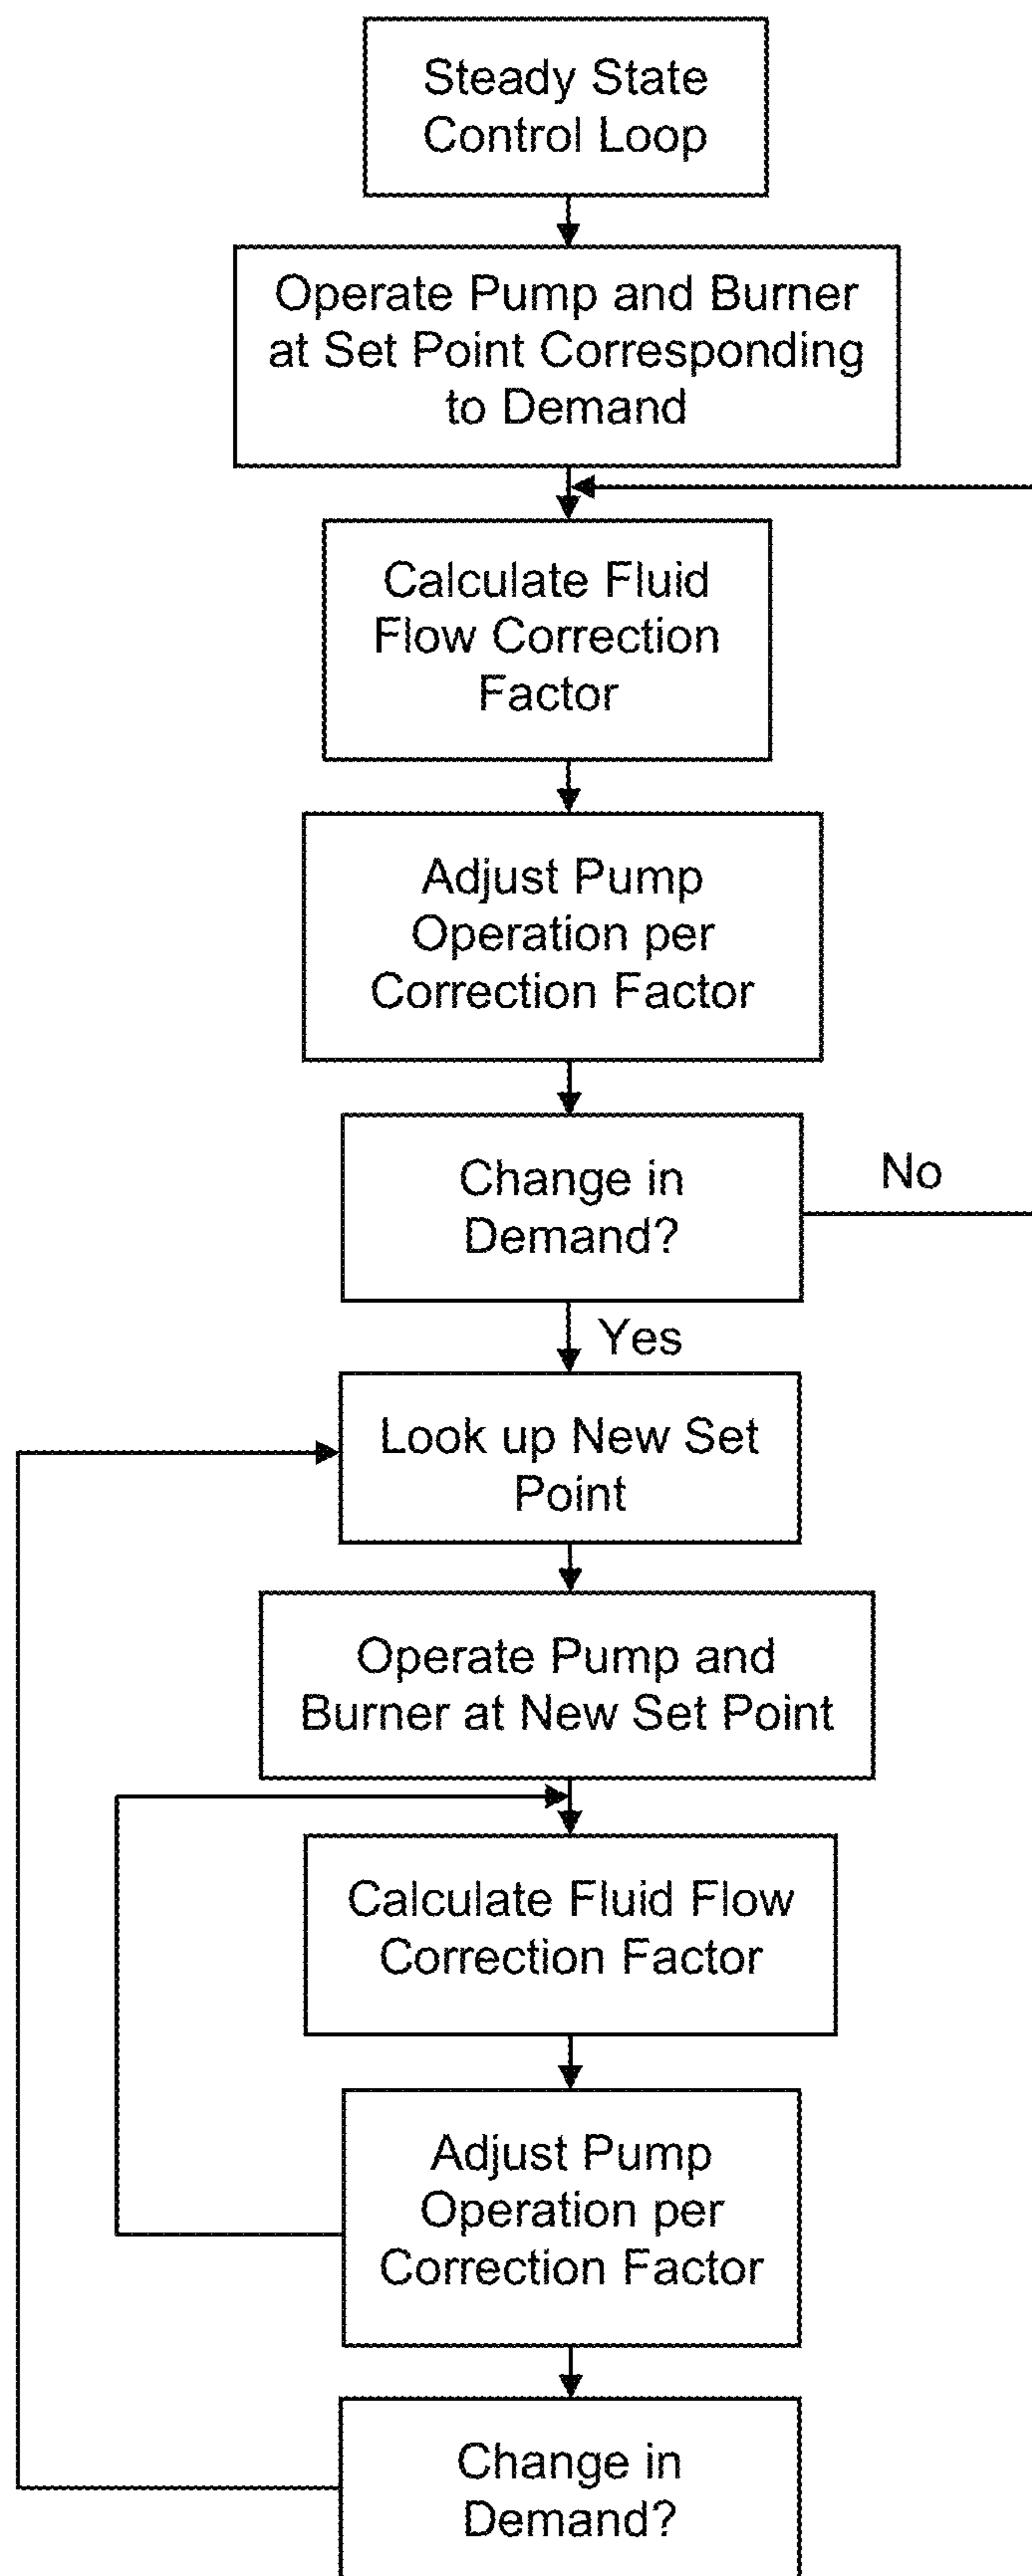 Steady State
Control Loop
Operate Pump and Burner
at Set Point Corresponding
to Demand
Calculate Fluid
Flow Correction
Factor
Adjust Pump
Operation per
Correction Factor
Change in
Demand?
No
Yes
Look up New Set
Point
Operate Pump and
Burner at New Set Point
Calculate Fluid Flow
Correction Factor
Adjust Pump
Operation per
Correction Factor
Change in
Demand?